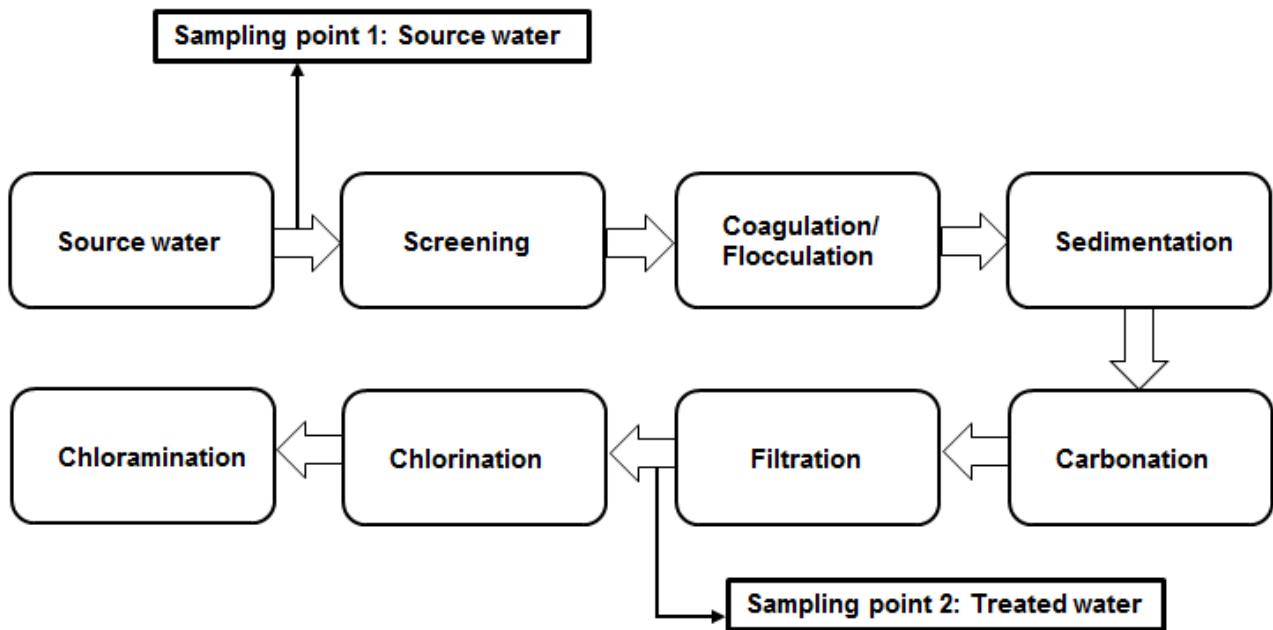 Sampling point 1: Source water
Source water
Screening
Coagulation/
Flocculation
Sedimentation
Chloramination
Chlorination
Filtration
Carbonation
Sampling point 2: Treated water